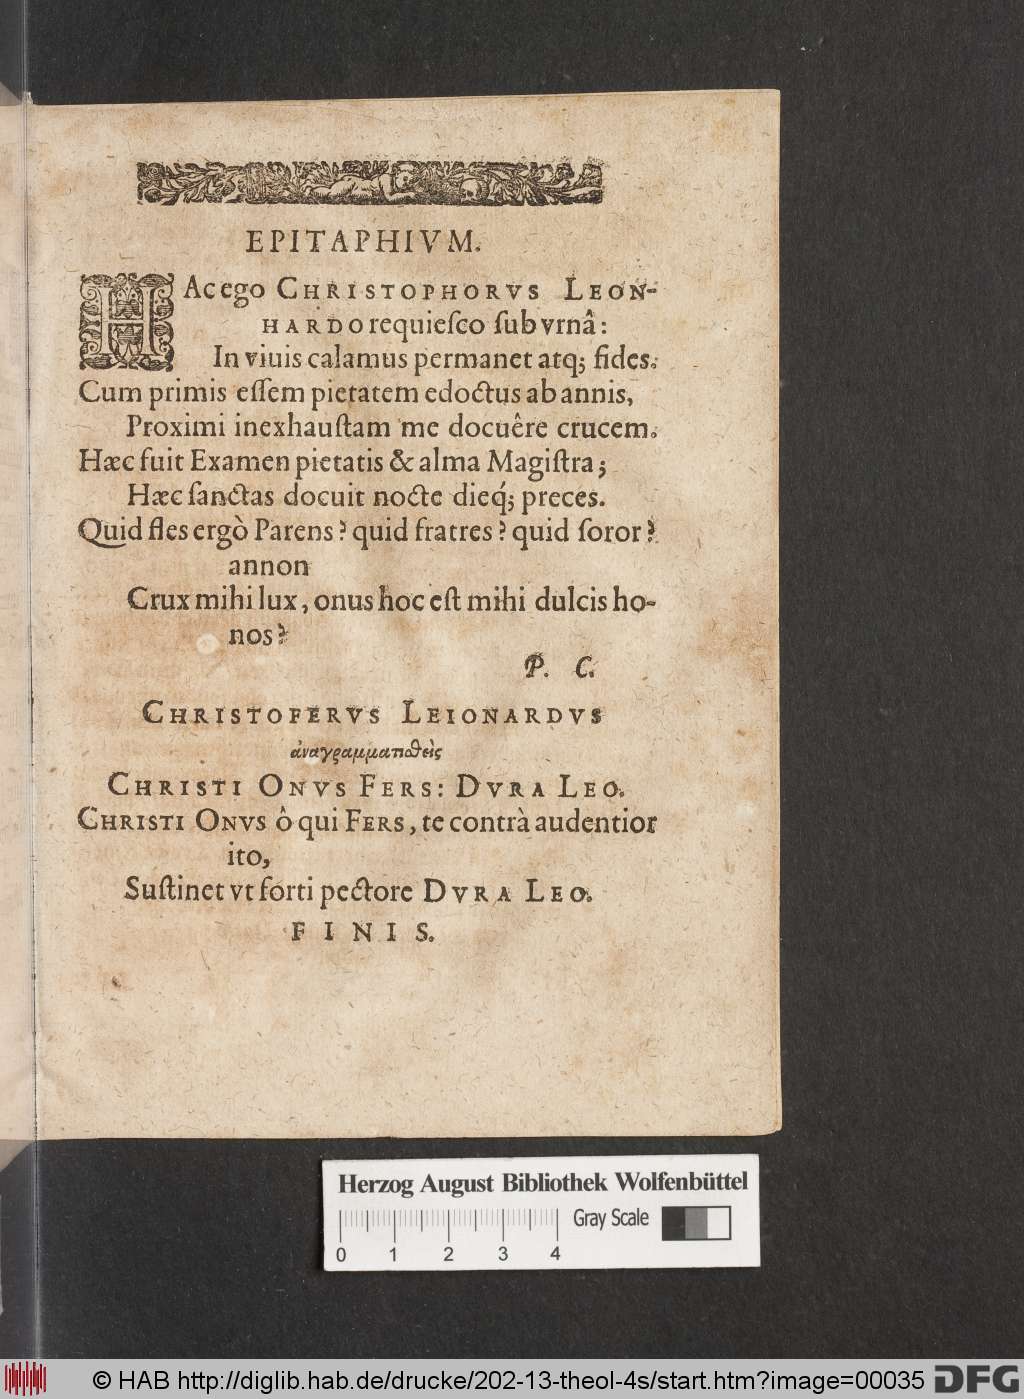 EPITAPHIVM.
HAc ego CHRISTOPHORVS LEON-
HARDO requieſco ſub vrnâ:
In viuis calamus permanet atq; fides.
Cum primis eſſem pietatem edoctus ab annis,
Proximi inexhauſtam me docuêre crucem.
Hæc fuit Examen pietatis & alma Magiſtra;
Hæc ſanctas docuit nocte dieq́; preces.
Quid fles ergò Parens? quid fratres? quid ſoror?
annon
Crux mihi lux, onus hoc eſt mihi dulcis ho-
nos?
P. C.
CHRISTOFERVS LEIONARDVS
ἀναγραμματιϑεὶς
CHRISTI ONVS FERS: DVRA LEO.
CHRISTI ONVS ô qui FERS, te contrà audentior
ito,
Suſtinet vt forti pectore DVRA LEO.
FINIS.
Herzog August Bibliothek Wolfenbüttel
Gray Scale
0 1 2 3 4
© HAB http://diglib.hab.de/drucke/202-13-theol-4s/start.htm?image=00035
DFG